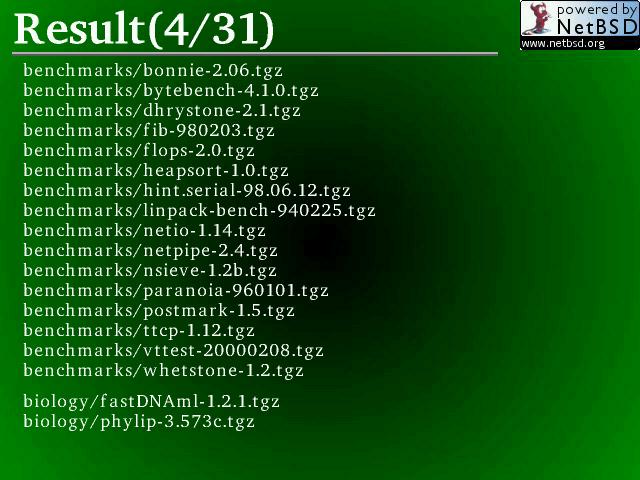 Result(4/31)
powered by
NetBSD
www.netbsd.org
benchmarks/bonnie-2.06.tgz
benchmarks/bytebench-4.1.0.tgz
benchmarks/dhrystone-2.1.tgz
benchmarks/fib-980203.tgz
benchmarks/flops-2.0.tgz
benchmarks/heapsort-1.0.tgz
benchmarks/hint.serial-98.06.12.tgz
benchmarks/linpack-bench-940225.tgz
benchmarks/netio-1.14.tgz
benchmarks/netpipe-2.4.tgz
benchmarks/nsieve-1.2b.tgz
benchmarks/paranoia-960101.tgz
benchmarks/postmark-1.5.tgz
benchmarks/ttcp-1.12.tgz
benchmarks/vttest-20000208.tgz
benchmarks/whetstone-1.2.tgz
biology/fastDNAml-1.2.1.tgz
biology/phylip-3.573c.tgz